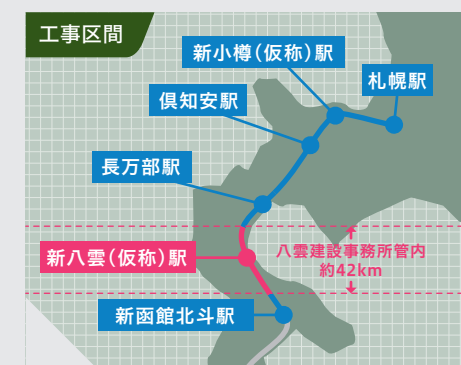 工事区間
新小樽(仮称)駅
札幌駅
倶知安駅
長万部駅
新八雲(仮称)駅
八雲建設事務所管内
約42km
新函館北斗駅